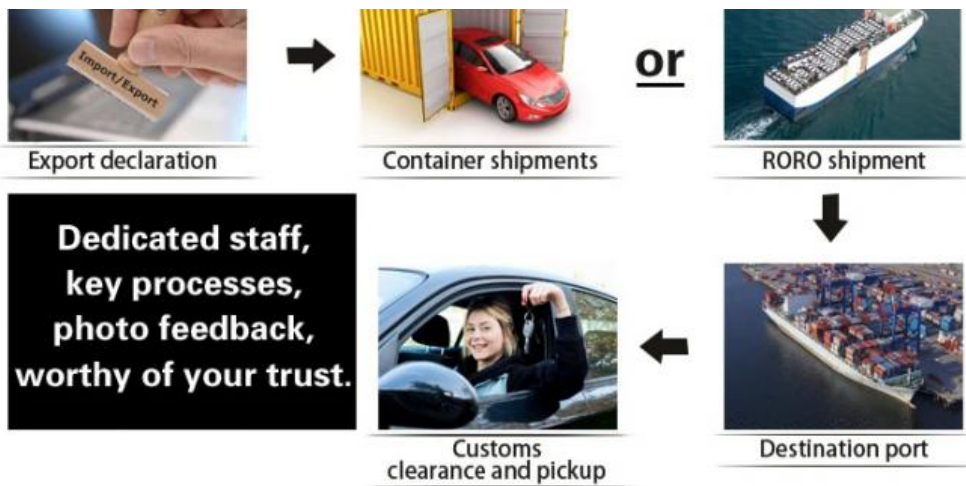 Import/Export
Export declaration
Container shipments
or
RORO shipment
Dedicated staff,
key processes,
photo feedback,
worthy of your trust.
Customs
clearance and pickup
Destination port